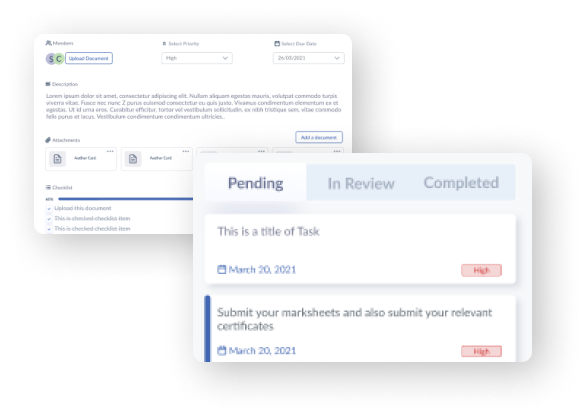 Members
Select Priority
Select Due Date
S C
Upload Document
High
26/03/2021
Description
Lorem ipsum dolor sit amet, consectetur adipiscing elit. Nullam aliquam egestas mauris, volutpat commodo turpis
viverra vitae. Fusce nec nunc Z purus euismod consectetur eu quis justo. Vivamus condimentum elementum ex et
egestas. Ut id urna eros. Curabitur efficitur, tortor vel vestibulum sollicitudin, ex nibh tristique sem, vitae commodo
felis purus et lacus. Vestibulum condimentum condimentum ultricies..
Attachments
Add a document
Aadhar Card
Aadhar Card
Checklist
Upload this document
This is checked checklist item
This is checked checklist item
Pending
In Review
Completed
This is a title of Task
March 20, 2021
High
Submit your marksheets and also submit your relevant
certificates
March 20, 2021
High